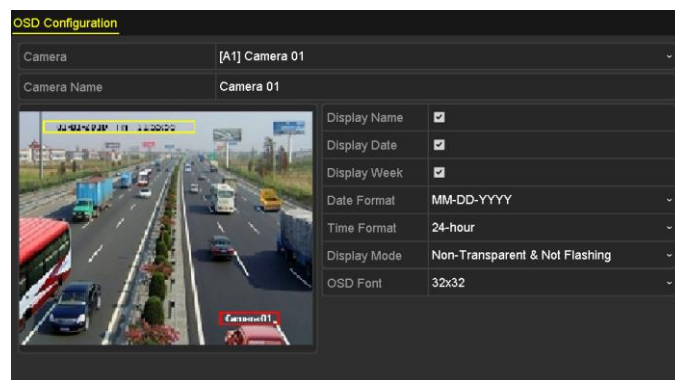 OSD Configuration
Camera [A1] Camera 01
Camera Name Camera 01
Display Name
Display Date
Display Week
Date Format MM-DD-YYYY
Time Format 24-hour
Display Mode Non-Transparent & Not Flashing
OSD Font 32x32
Camera01